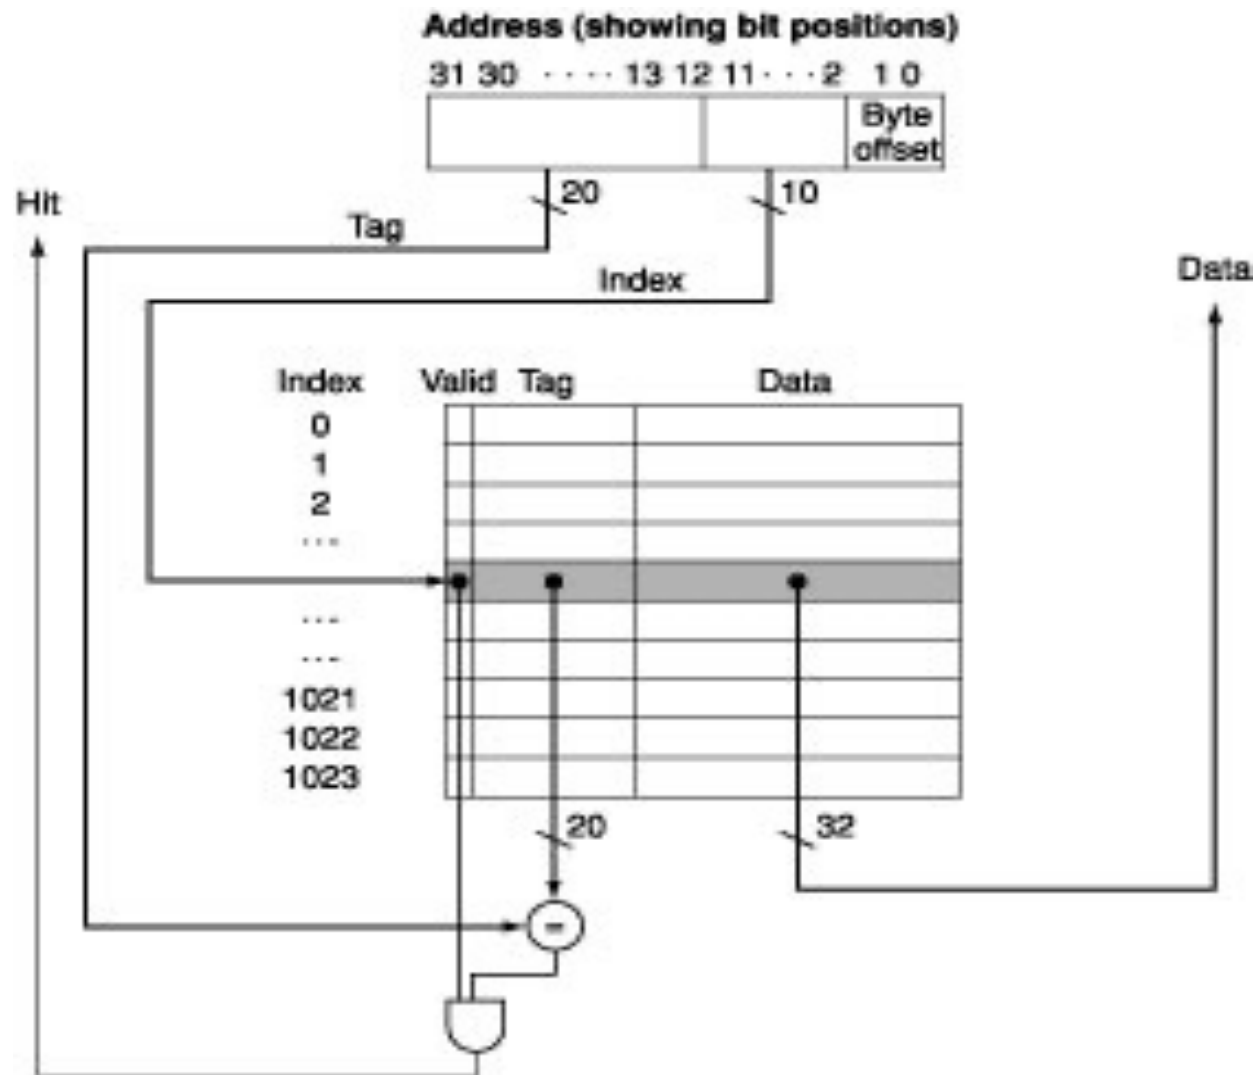 Address (showing bit positions)
31 30 ····· 13 12 11 ··· 2 1 0
Byte
offset
20 10
Hit
Tag
Data
Index
Index Valid Tag Data
0
1
2
...
...
...
1021
1022
1023
20 32
=